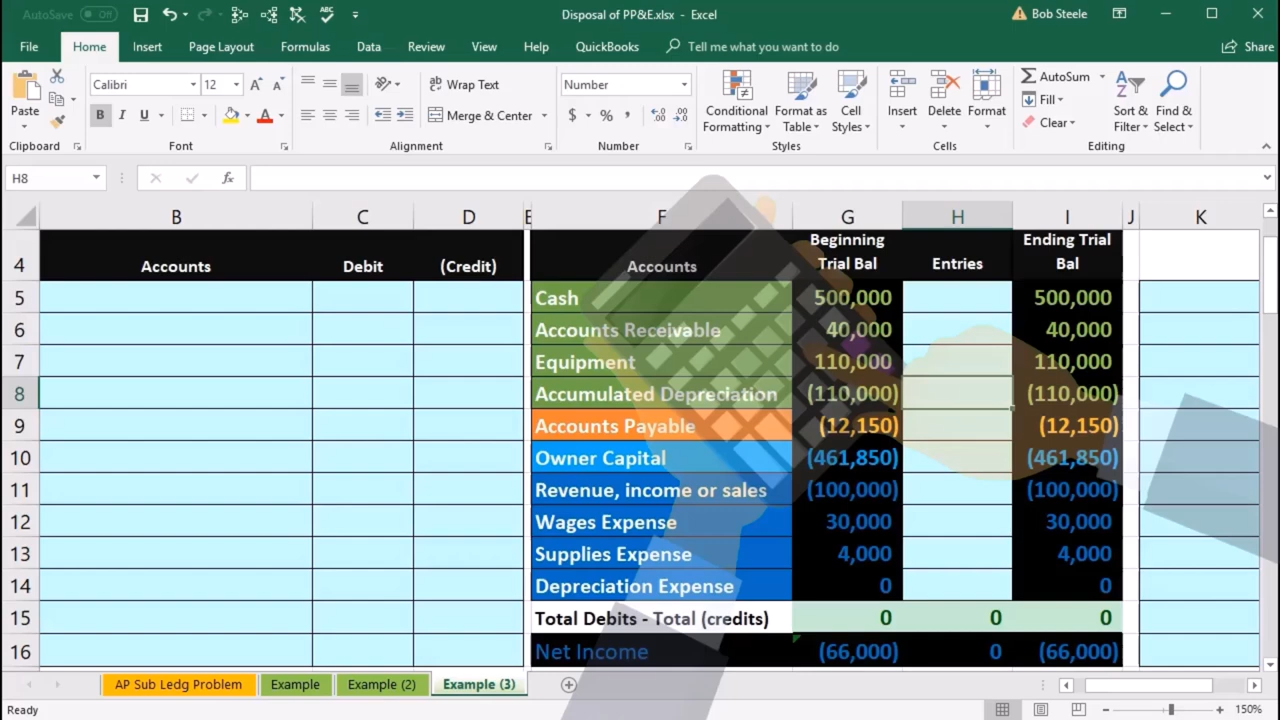 AutoSave Off Disposal of PP&E.xlsx - Excel Bob Steele
File Home Insert Page Layout Formulas Data Review View Help QuickBooks Tell me what you want to do Share
Paste Calibri 12 B I U Wrap Text Merge & Center Number $ % , Conditional Formatting Format as Table Cell Styles Insert Delete Format AutoSum Fill Clear Sort & Filter Find & Select
Clipboard Font Alignment Number Styles Cells Editing
H8 fx
B C D E F G H I J K
4 Accounts Debit (Credit) Accounts Beginning Trial Bal Entries Ending Trial Bal
5 Cash 500,000 500,000
6 Accounts Receivable 40,000 40,000
7 Equipment 110,000 110,000
8 Accumulated Depreciation (110,000) (110,000)
9 Accounts Payable (12,150) (12,150)
10 Owner Capital (461,850) (461,850)
11 Revenue, income or sales (100,000) (100,000)
12 Wages Expense 30,000 30,000
13 Supplies Expense 4,000 4,000
14 Depreciation Expense 0 0
15 Total Debits - Total (credits) 0 0 0
16 Net Income (66,000) 0 (66,000)
AP Sub Ledg Problem Example Example (2) Example (3)
Ready 150%